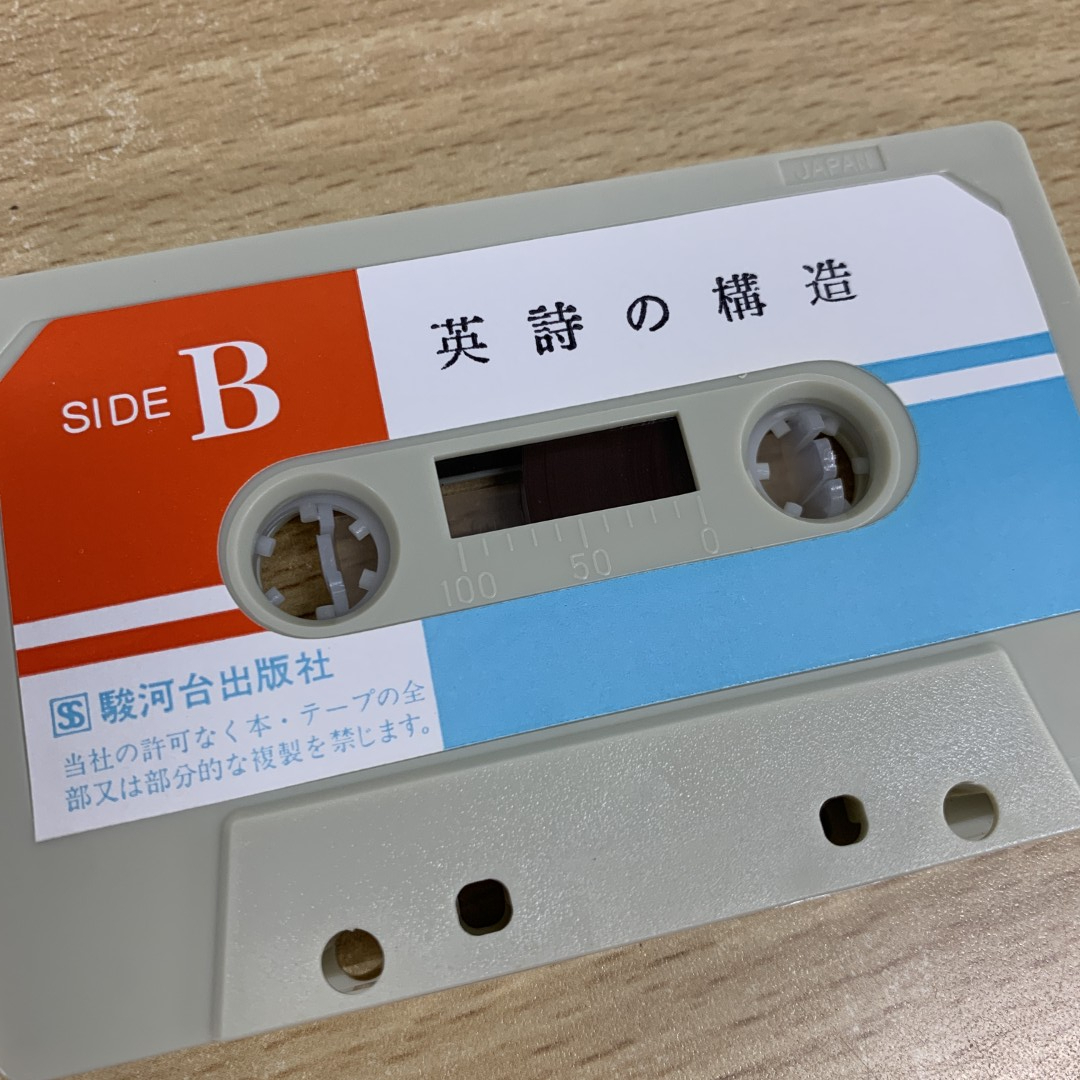 JAPAN
英詩の構造
SIDE B
100 50 0
SS 駿河台出版社
当社の許可なく本・テープの全
部又は部分的な複製を禁じます。